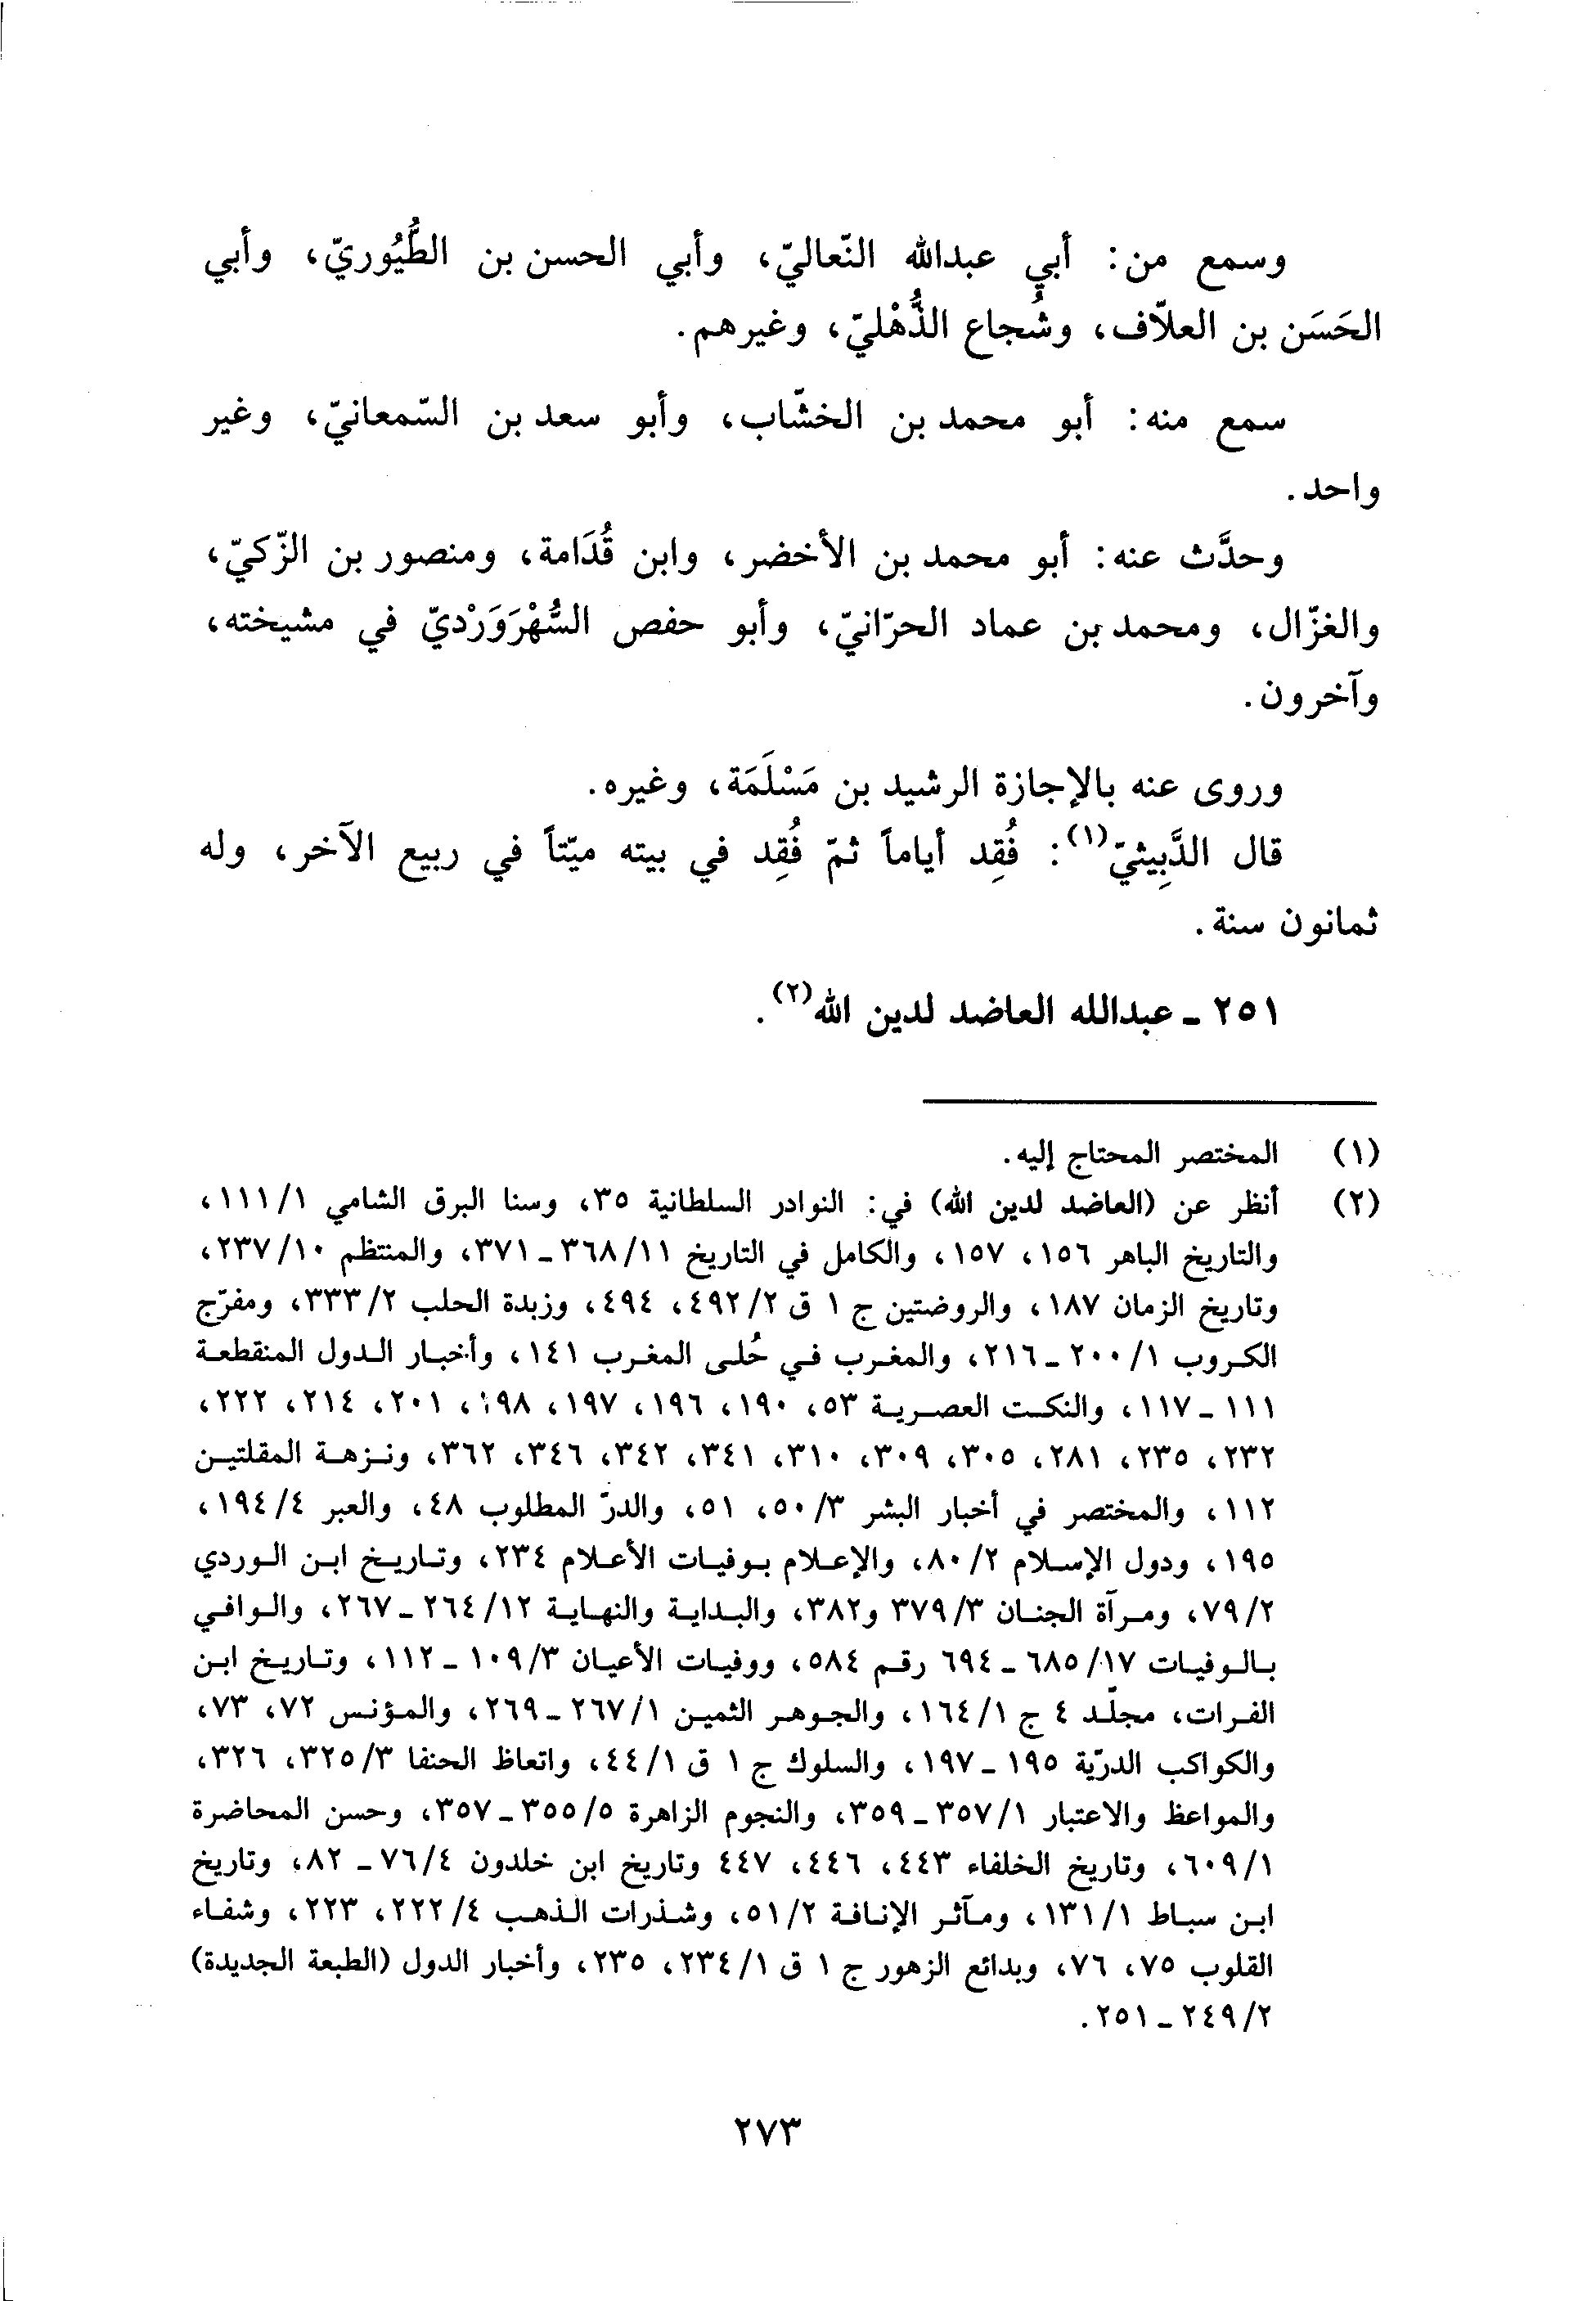 وسمع من: أبي عبدالله النّعاليّ، وأبي الحسن بن الطُّيُوريّ، وأبي
الحَسَن بن العلاّف، وشُجاع الذُّهْليّ، وغيرهم.
سمع منه: أبو محمد بن الخشّاب، وأبو سعد بن السّمعانيّ، وغير
واحد.
وحدَّث عنه: أبو محمد بن الأخضر، وابن قُدَامة، ومنصور بن الزّكيّ،
والغزّال، ومحمد بن عماد الحرّانيّ، وأبو حفص السُّهْرَوَرْديّ في مشيخته،
وآخرون.
وروى عنه بالإجازة الرشيد بن مَسْلَمَة، وغيره.
قال الدَّبِيثيّ(١): فُقِد أياماً ثمّ فُقِد في بيته ميّتاً في ربيع الآخر، وله
ثمانون سنة.
٢٥١ ـ عبدالله العاضد لدين الله(٢).
(١) المختصر المحتاج إليه.
(٢) أنظر عن (العاضد لدين الله) في: النوادر السلطانية ٣٥، وسنا البرق الشامي ١/١١١،
والتاريخ الباهر ١٥٦، ١٥٧، والكامل في التاريخ ١١/٣٦٨ ـ ٣٧١، والمنتظم ١٠/٢٣٧،
وتاريخ الزمان ١٨٧، والروضتين ج ١ ق ٢/٤٩٢، ٤٩٤، وزبدة الحلب ٢/٣٣٣، ومفرّج
الكروب ١/٢٠٠ ـ ٢١٦، والمغرب في حُلى المغرب ١٤١، وأخبار الدول المنقطعة
١١١ ـ ١١٧، والنكت العصرية ٥٣، ١٩٠، ١٩٦، ١٩٧، ١٩٨، ٢٠١، ٢١٤، ٢٢٢،
٢٣٢، ٢٣٥، ٢٨١، ٣٠٥، ٣٠٩، ٣١٠، ٣٤١، ٣٤٢، ٣٤٦، ٣٦٢، ونزهة المقلتين
١١٢، والمختصر في أخبار البشر ٣/٥٠، ٥١، والدرّ المطلوب ٤٨، والعبر ٤/١٩٤،
١٩٥، ودول الإسلام ٢/٨٠، والإعلام بوفيات الأعلام ٢٣٤، وتاريخ ابن الوردي
٢/٧٩، ومرآة الجنان ٣/٣٧٩ و٣٨٢، والبداية والنهاية ١٢/٢٦٤ ـ ٢٦٧، والوافي
بالوفيات ١٧/٦٨٥ ـ ٦٩٤ رقم ٥٨٤، ووفيات الأعيان ٣/١٠٩ ـ ١١٢، وتاريخ ابن
الفرات، مجلّد ٤ ج ١/١٦٤، والجوهر الثمين ١/٢٦٧ ـ ٢٦٩، والمؤنس ٧٢، ٧٣،
والكواكب الدرّية ١٩٥ ـ ١٩٧، والسلوك ج ١ ق ١/٤٤، واتعاظ الحنفا ٣/٣٢٥، ٣٢٦،
والمواعظ والاعتبار ١/٣٥٧ ـ ٣٥٩، والنجوم الزاهرة ٥/٣٥٥ ـ ٣٥٧، وحسن المحاضرة
١/٦٠٩، وتاريخ الخلفاء ٤٤٣، ٤٤٦، ٤٤٧ وتاريخ ابن خلدون ٤/٧٦ ـ ٨٢، وتاريخ
ابن سباط ١/١٣١، ومآثر الإنافة ٢/٥١، وشذرات الذهب ٤/٢٢٢، ٢٢٣، وشفاء
القلوب ٧٥، ٧٦، وبدائع الزهور ج ١ ق ١/٢٣٤، ٢٣٥، وأخبار الدول (الطبعة الجديدة)
٢/٢٤٩ ـ ٢٥١.
٢٧٣